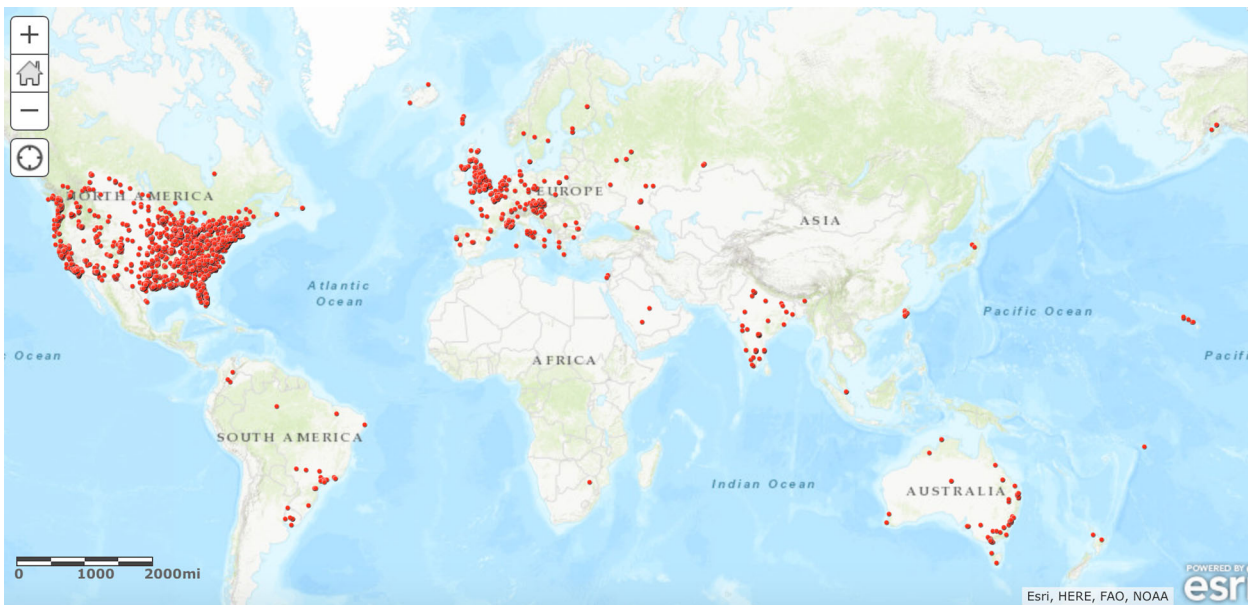 +
−
NORTH AMERICA
EUROPE
ASIA
Atlantic
Ocean
Pacific Ocean
Ocean
AFRICA
SOUTH AMERICA
Indian Ocean
AUSTRALIA
0 1000 2000mi
POWERED BY
esri
Esri, HERE, FAO, NOAA